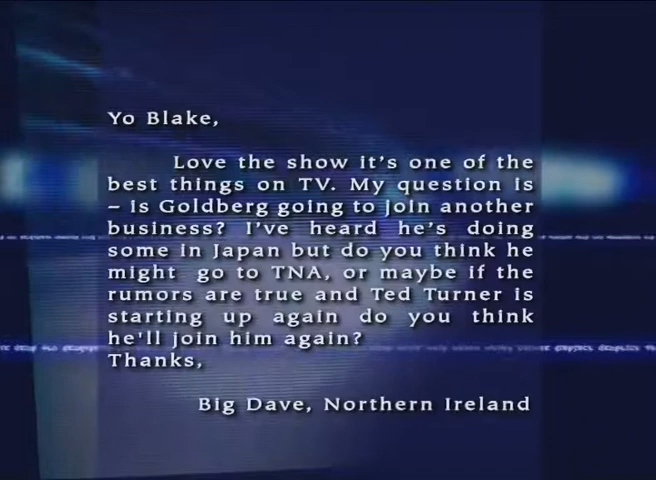 Yo Blake,
Love the show it's one of the
best things on TV. My question is
– is Goldberg going to join another
business? I've heard he's doing
some in Japan but do you think he
might go to TNA, or maybe if the
rumors are true and Ted Turner is
starting up again do you think
he'll join him again?
Thanks,
Big Dave, Northern Ireland